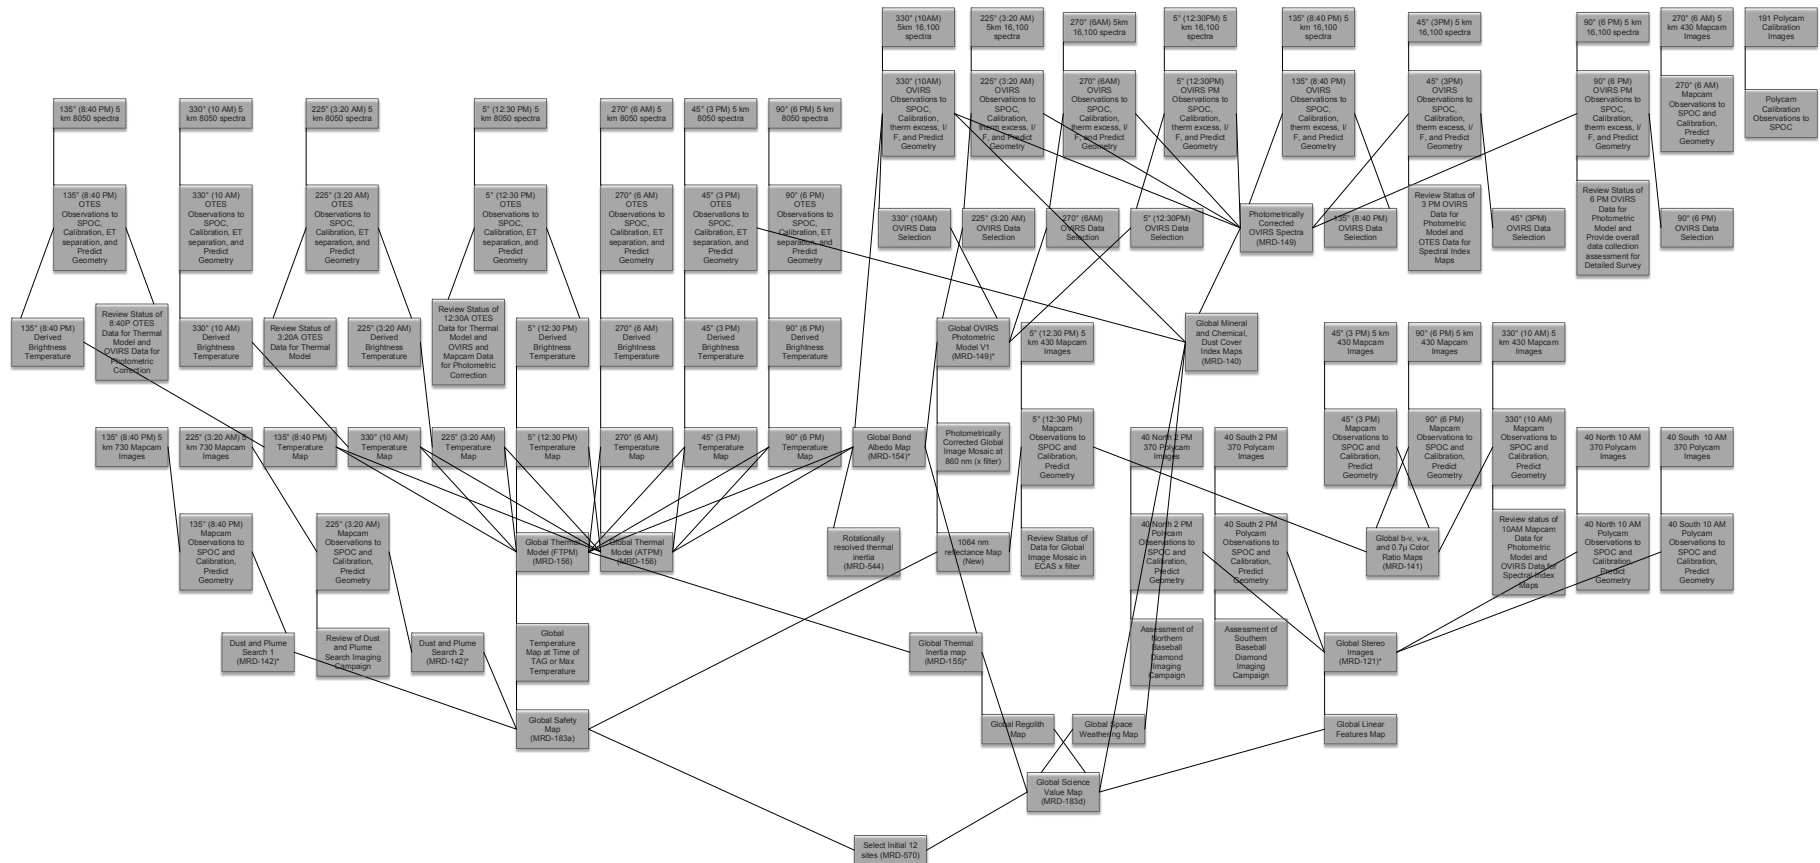 330° (10AM)
5km 16,100
spectra
225° (3:20 AM)
5km 16,100
spectra
270° (6AM) 5km
16,100 spectra
5° (12:30PM) 5
km 16,100
spectra
135° (8:40 PM) 5
km 16,100
spectra
45° (3PM) 5 km
16,100 spectra
90° (6 PM) 5 km
16,100 spectra
270° (6 AM) 5
km 430 Mapcam
Images
191 Polycam
Calibration
Images
330° (10AM)
OVIRS
Observations to
SPOC,
Calibration,
therm excess, I/
F, and Predict
Geometry
225° (3:20 AM)
OVIRS
Observations to
SPOC,
Calibration,
therm excess, I/
F, and Predict
Geometry
270° (6AM)
OVIRS
Observations to
SPOC,
Calibration,
therm excess, I/
F, and Predict
Geometry
5° (12:30PM)
OVIRS PM
Observations to
SPOC,
Calibration,
therm excess, I/
F, and Predict
Geometry
135° (8:40 PM)
OVIRS
Observations to
SPOC,
Calibration,
therm excess, I/
F, and Predict
Geometry
45° (3PM)
OVIRS
Observations to
SPOC,
Calibration,
therm excess, I/
F, and Predict
Geometry
90° (6 PM)
OVIRS PM
Observations to
SPOC,
Calibration,
therm excess, I/
F, and Predict
Geometry
270° (6 AM)
Mapcam
Observations to
SPOC and
Calibration,
Predict
Geometry
Polycam
Calibration
Observations to
SPOC
135° (8:40 PM) 5
km 8050 spectra
330° (10 AM) 5
km 8050 spectra
225° (3:20 AM) 5
km 8050 spectra
5° (12:30 PM) 5
km 8050 spectra
270° (6 AM) 5
km 8050 spectra
45° (3 PM) 5 km
8050 spectra
90° (6 PM) 5 km
8050 spectra
135° (8:40 PM)
OTES
Observations to
SPOC,
Calibration, ET
separation, and
Predict
Geometry
330° (10 AM)
OTES
Observations to
SPOC,
Calibration, ET
separation, and
Predict
Geometry
225° (3:20 AM)
OTES
Observations to
SPOC,
Calibration, ET
separation, and
Predict
Geometry
5° (12:30 PM)
OTES
Observations to
SPOC,
Calibration, ET
separation, and
Predict
Geometry
270° (6 AM)
OTES
Observations to
SPOC,
Calibration, ET
separation, and
Predict
Geometry
45° (3 PM)
OTES
Observations to
SPOC,
Calibration, ET
separation, and
Predict
Geometry
90° (6 PM)
OTES
Observations to
SPOC,
Calibration, ET
separation, and
Predict
Geometry
330° (10AM)
OVIRS Data
Selection
225° (3:20 AM)
OVIRS Data
Selection
270° (6AM)
OVIRS Data
Selection
5° (12:30PM)
OVIRS Data
Selection
Photometrically
Corrected
OVIRS Spectra
(MRD-149)
135° (8:40 PM)
OVIRS Data
Selection
Review Status of
3 PM OVIRS
Data for
Photometric
Model and
OTES Data for
Spectral Index
Maps
45° (3PM)
OVIRS Data
Selection
Review Status of
6 PM OVIRS
Data for
Photometric
Model and
Provide overall
data collection
assessment for
Detailed Survey
90° (6 PM)
OVIRS Data
Selection
135° (8:40 PM)
Derived
Brightness
Temperature
Review Status of
8:40P OTES
Data for Thermal
Model and
OVIRS Data for
Photometric
Correction
330° (10 AM)
Derived
Brightness
Temperature
Review Status of
3:20A OTES
Data for Thermal
Model
225° (3:20 AM)
Derived
Brightness
Temperature
Review Status of
12:30A OTES
Data for Thermal
Model and
OVIRS and
Mapcam Data
for Photometric
Correction
5° (12:30 PM)
Derived
Brightness
Temperature
270° (6 AM)
Derived
Brightness
Temperature
45° (3 PM)
Derived
Brightness
Temperature
90° (6 PM)
Derived
Brightness
Temperature
Global OVIRS
Photometric
Model V1
(MRD-149)*
5° (12:30 PM) 5
km 430 Mapcam
Images
Global Mineral
and Chemical,
Dust Cover
Index Maps
(MRD-140)
45° (3 PM) 5 km
430 Mapcam
Images
90° (6 PM) 5 km
430 Mapcam
Images
330° (10 AM) 5
km 430 Mapcam
Images
135° (8:40 PM) 5
km 730 Mapcam
Images
225° (3:20 AM) 5
km 730 Mapcam
Images
135° (8:40 PM)
Temperature
Map
330° (10 AM)
Temperature
Map
225° (3:20 AM)
Temperature
Map
5° (12:30 PM)
Temperature
Map
270° (6 AM)
Temperature
Map
45° (3 PM)
Temperature
Map
90° (6 PM)
Temperature
Map
Global Bond
Albedo Map
(MRD-154)*
Photometrically
Corrected Global
Image Mosaic at
860 nm (x filter)
5° (12:30 PM)
Mapcam
Observations to
SPOC and
Calibration,
Predict
Geometry
40 North 2 PM
370 Polycam
Images
40 South 2 PM
370 Polycam
Images
45° (3 PM)
Mapcam
Observations to
SPOC and
Calibration,
Predict
Geometry
90° (6 PM)
Mapcam
Observations to
SPOC and
Calibration,
Predict
Geometry
330° (10 AM)
Mapcam
Observations to
SPOC and
Calibration,
Predict
Geometry
40 North 10 AM
370 Polycam
Images
40 South  10 AM
370 Polycam
Images
135° (8:40 PM)
Mapcam
Observations to
SPOC and
Calibration,
Predict
Geometry
225° (3:20 AM)
Mapcam
Observations to
SPOC and
Calibration,
Predict
Geometry
Global Thermal
Model (FTPM)
(MRD-156)
Global Thermal
Model (ATPM)
(MRD-156)
Rotationally
resolved thermal
inertia
(MRD-544)
1064 nm
reflectance Map
(New)
Review Status of
Data for Global
Image Mosaic in
ECAS x filter
40 North 2 PM
Polycam
Observations to
SPOC and
Calibration,
Predict
Geometry
40 South 2 PM
Polycam
Observations to
SPOC and
Calibration,
Predict
Geometry
Global b-v, v-x,
and 0.7µ Color
Ratio Maps
(MRD-141)
Review status of
10AM Mapcam
Data for
Photometric
Model and
OVIRS Data for
Spectral Index
Maps
40 North 10 AM
Polycam
Observations to
SPOC and
Calibration,
Predict
Geometry
40 South 10 AM
Polycam
Observations to
SPOC and
Calibration,
Predict
Geometry
Dust and Plume
Search 1
(MRD-142)*
Review of Dust
and Plume
Search Imaging
Campaign
Dust and Plume
Search 2
(MRD-142)*
Global
Temperature
Map at Time of
TAG or Max
Temperature
Global Thermal
Inertia map
(MRD-155)*
Assessment of
Northern
Baseball
Diamond
Imaging
Campaign
Assessment of
Southern
Baseball
Diamond
Imaging
Campaign
Global Stereo
Images
(MRD-121)*
Global Safety
Map
(MRD-183a)
Global Regolith
Map
Global Space
Weathering Map
Global Linear
Features Map
Global Science
Value Map
(MRD-183d)
Select Initial 12
sites (MRD-570)